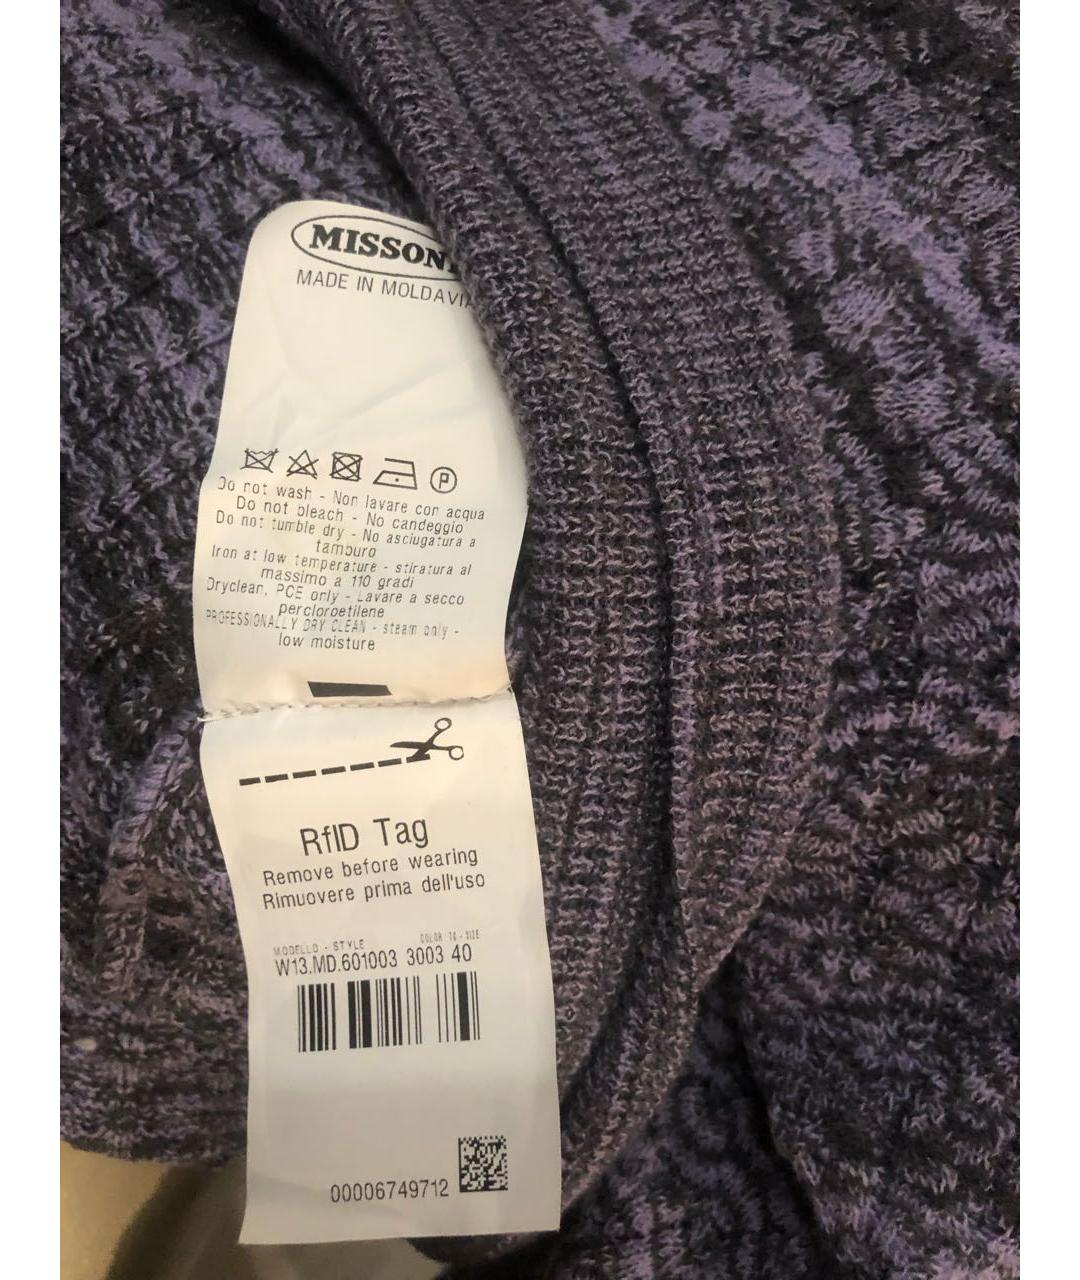 MISSONI
MADE IN MOLDAVIA
Do not wash - Non lavare con acqua
Do not bleach - No candeggio
Do not tumble dry - No asciugatura a
tamburo
Iron at low temperature - stiratura al
massimo a 110 gradi
Dryclean, PCE only - Lavare a secco
percloroetilene
PROFESSIONALLY DRY CLEAN - steam only -
low moisture
RfID Tag
Remove before wearing
Rimuovere prima dell'uso
MODELLO - STYLE COLOR TG - SIZE
W13.MD.601003 3003 40
00006749712